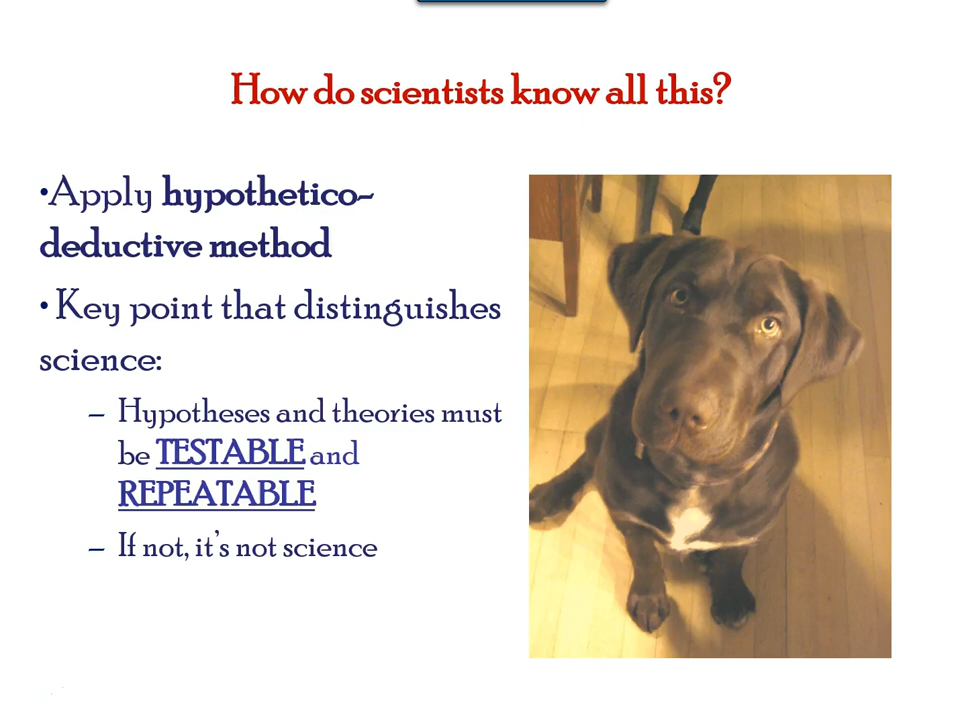 How do scientists know all this?
•Apply hypothetico-
deductive method
• Key point that distinguishes
science:
– Hypotheses and theories must
be TESTABLE and
REPEATABLE
– If not, it's not science